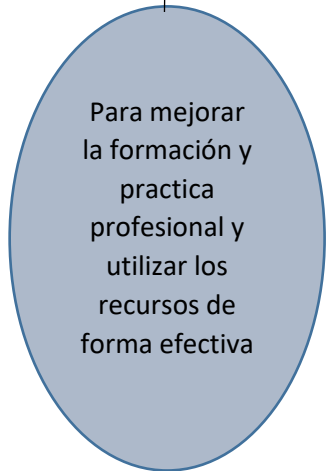 Para mejorar
la formación y
practica
profesional y
utilizar los
recursos de
forma efectiva